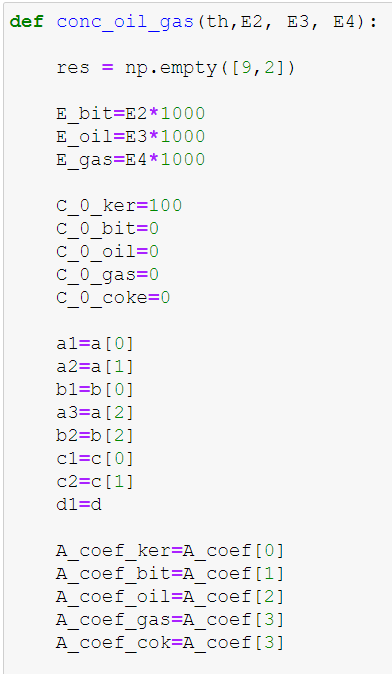 def conc_oil_gas(th,E2, E3, E4):
res = np.empty([9,2])
E_bit=E2*1000
E_oil=E3*1000
E_gas=E4*1000
C_0_ker=100
C_0_bit=0
C_0_oil=0
C_0_gas=0
C_0_coke=0
a1=a[0]
a2=a[1]
b1=b[0]
a3=a[2]
b2=b[2]
c1=c[0]
c2=c[1]
d1=d
A_coef_ker=A_coef[0]
A_coef_bit=A_coef[1]
A_coef_oil=A_coef[2]
A_coef_gas=A_coef[3]
A_coef_cok=A_coef[3]